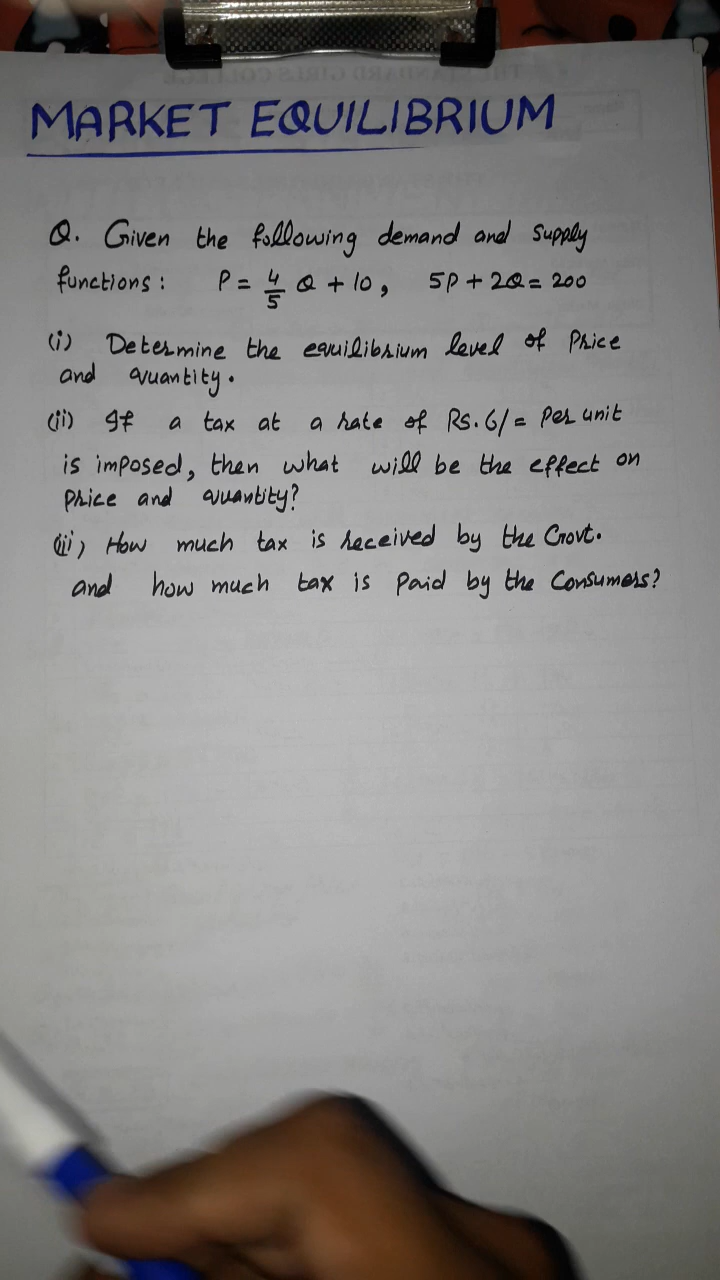 MARKET EQUILIBRIUM
Q. Given the following demand and supply
functions : P = 4/5 Q + 10, 5P + 2Q = 200
(i) Determine the equilibrium level of Price
and quantity.
(ii) If a tax at a rate of RS. 6/= Per unit
is imposed, then what will be the effect on
price and quantity?
(iii) How much tax is received by the Govt.
and how much tax is paid by the Consumers?